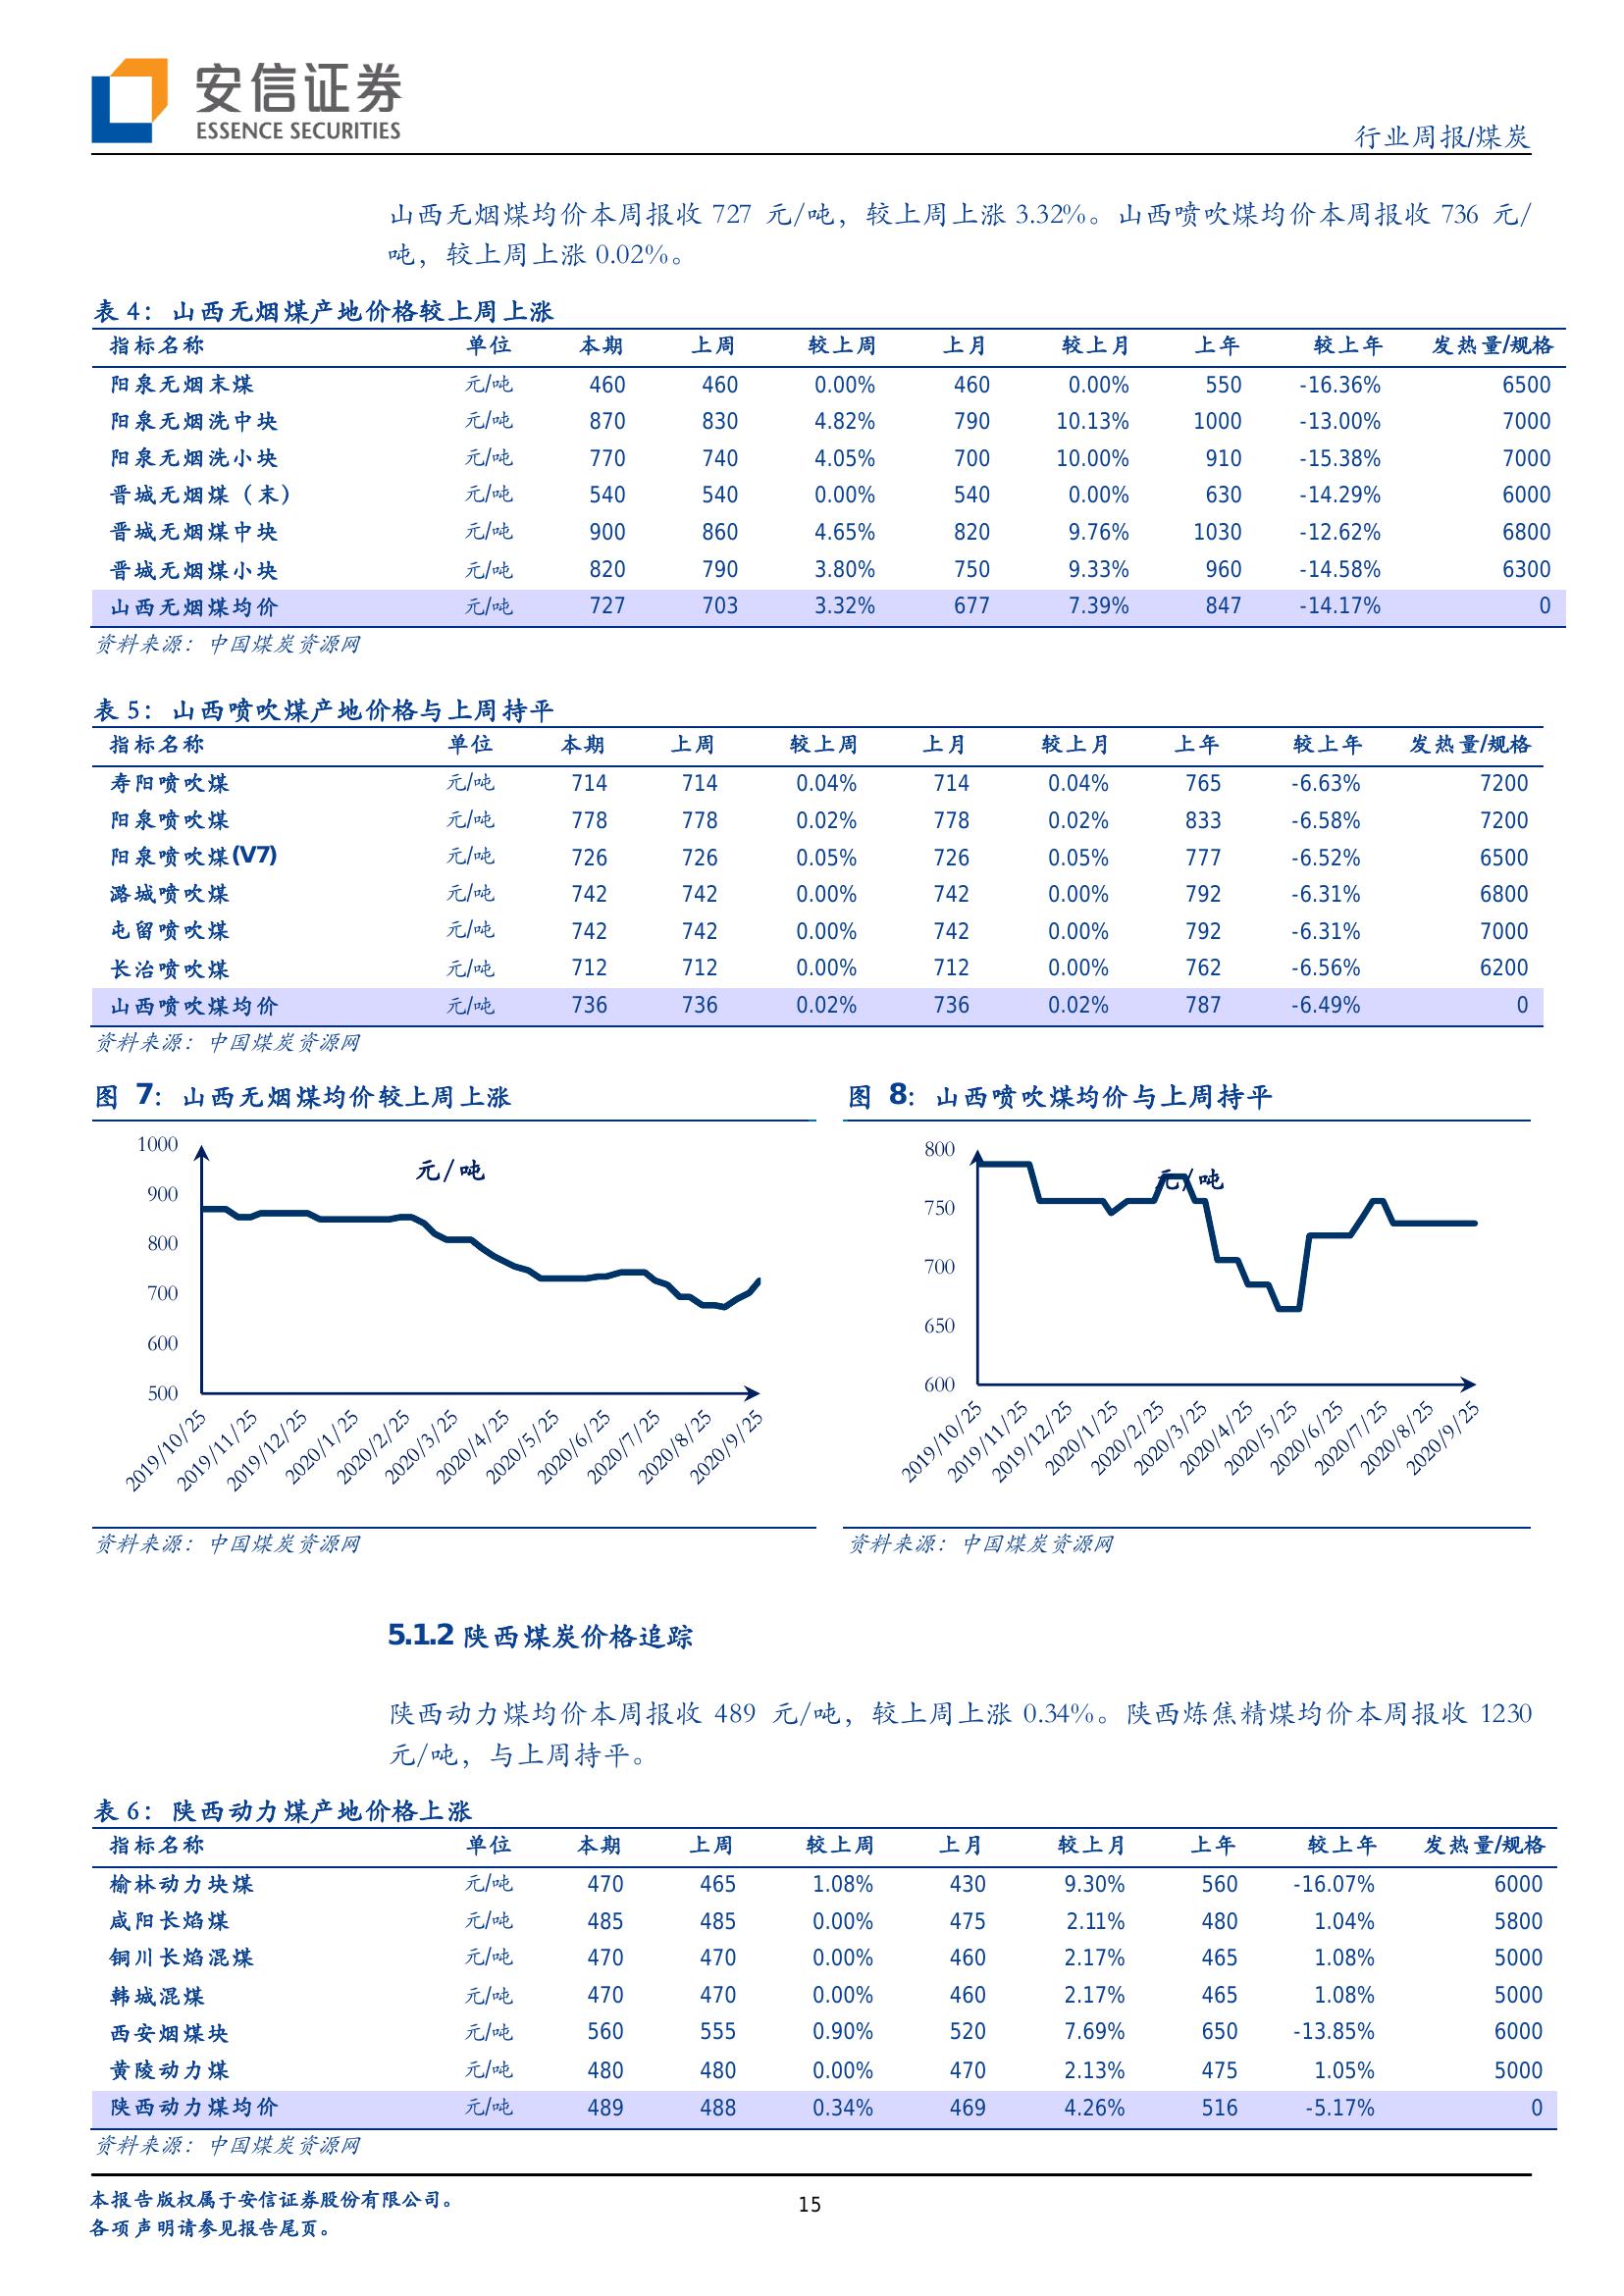 安信证券
ESSENCE SECURITIES
行业周报/煤炭
山西无烟煤均价本周报收 727 元/吨，较上周上涨 3.32%。山西喷吹煤均价本周报收 736 元/
吨，较上周上涨 0.02%。
表 4：山西无烟煤产地价格较上周上涨
指标名称 单位 本期 上周 较上周 上月 较上月 上年 较上年 发热量/规格
阳泉无烟末煤 元/吨 460 460 0.00% 460 0.00% 550 -16.36% 6500
阳泉无烟洗中块 元/吨 870 830 4.82% 790 10.13% 1000 -13.00% 7000
阳泉无烟洗小块 元/吨 770 740 4.05% 700 10.00% 910 -15.38% 7000
晋城无烟煤（末） 元/吨 540 540 0.00% 540 0.00% 630 -14.29% 6000
晋城无烟煤中块 元/吨 900 860 4.65% 820 9.76% 1030 -12.62% 6800
晋城无烟煤小块 元/吨 820 790 3.80% 750 9.33% 960 -14.58% 6300
山西无烟煤均价 元/吨 727 703 3.32% 677 7.39% 847 -14.17% 0
资料来源：中国煤炭资源网
表 5：山西喷吹煤产地价格与上周持平
指标名称 单位 本期 上周 较上周 上月 较上月 上年 较上年 发热量/规格
寿阳喷吹煤 元/吨 714 714 0.04% 714 0.04% 765 -6.63% 7200
阳泉喷吹煤 元/吨 778 778 0.02% 778 0.02% 833 -6.58% 7200
阳泉喷吹煤(V7) 元/吨 726 726 0.05% 726 0.05% 777 -6.52% 6500
潞城喷吹煤 元/吨 742 742 0.00% 742 0.00% 792 -6.31% 6800
屯留喷吹煤 元/吨 742 742 0.00% 742 0.00% 792 -6.31% 7000
长治喷吹煤 元/吨 712 712 0.00% 712 0.00% 762 -6.56% 6200
山西喷吹煤均价 元/吨 736 736 0.02% 736 0.02% 787 -6.49% 0
资料来源：中国煤炭资源网
图 7：山西无烟煤均价较上周上涨
元/吨
1000
900
800
700
600
500
2019/10/25 2019/11/25 2019/12/25 2020/1/25 2020/2/25 2020/3/25 2020/4/25 2020/5/25 2020/6/25 2020/7/25 2020/8/25 2020/9/25
资料来源：中国煤炭资源网
图 8：山西喷吹煤均价与上周持平
元/吨
800
750
700
650
600
2019/10/25 2019/11/25 2019/12/25 2020/1/25 2020/2/25 2020/3/25 2020/4/25 2020/5/25 2020/6/25 2020/7/25 2020/8/25 2020/9/25
资料来源：中国煤炭资源网
5.1.2 陕西煤炭价格追踪
陕西动力煤均价本周报收 489 元/吨，较上周上涨 0.34%。陕西炼焦精煤均价本周报收 1230
元/吨，与上周持平。
表 6：陕西动力煤产地价格上涨
指标名称 单位 本期 上周 较上周 上月 较上月 上年 较上年 发热量/规格
榆林动力块煤 元/吨 470 465 1.08% 430 9.30% 560 -16.07% 6000
咸阳长焰煤 元/吨 485 485 0.00% 475 2.11% 480 1.04% 5800
铜川长焰混煤 元/吨 470 470 0.00% 460 2.17% 465 1.08% 5000
韩城混煤 元/吨 470 470 0.00% 460 2.17% 465 1.08% 5000
西安烟煤块 元/吨 560 555 0.90% 520 7.69% 650 -13.85% 6000
黄陵动力煤 元/吨 480 480 0.00% 470 2.13% 475 1.05% 5000
陕西动力煤均价 元/吨 489 488 0.34% 469 4.26% 516 -5.17% 0
资料来源：中国煤炭资源网
本报告版权属于安信证券股份有限公司。
各项声明请参见报告尾页。
15